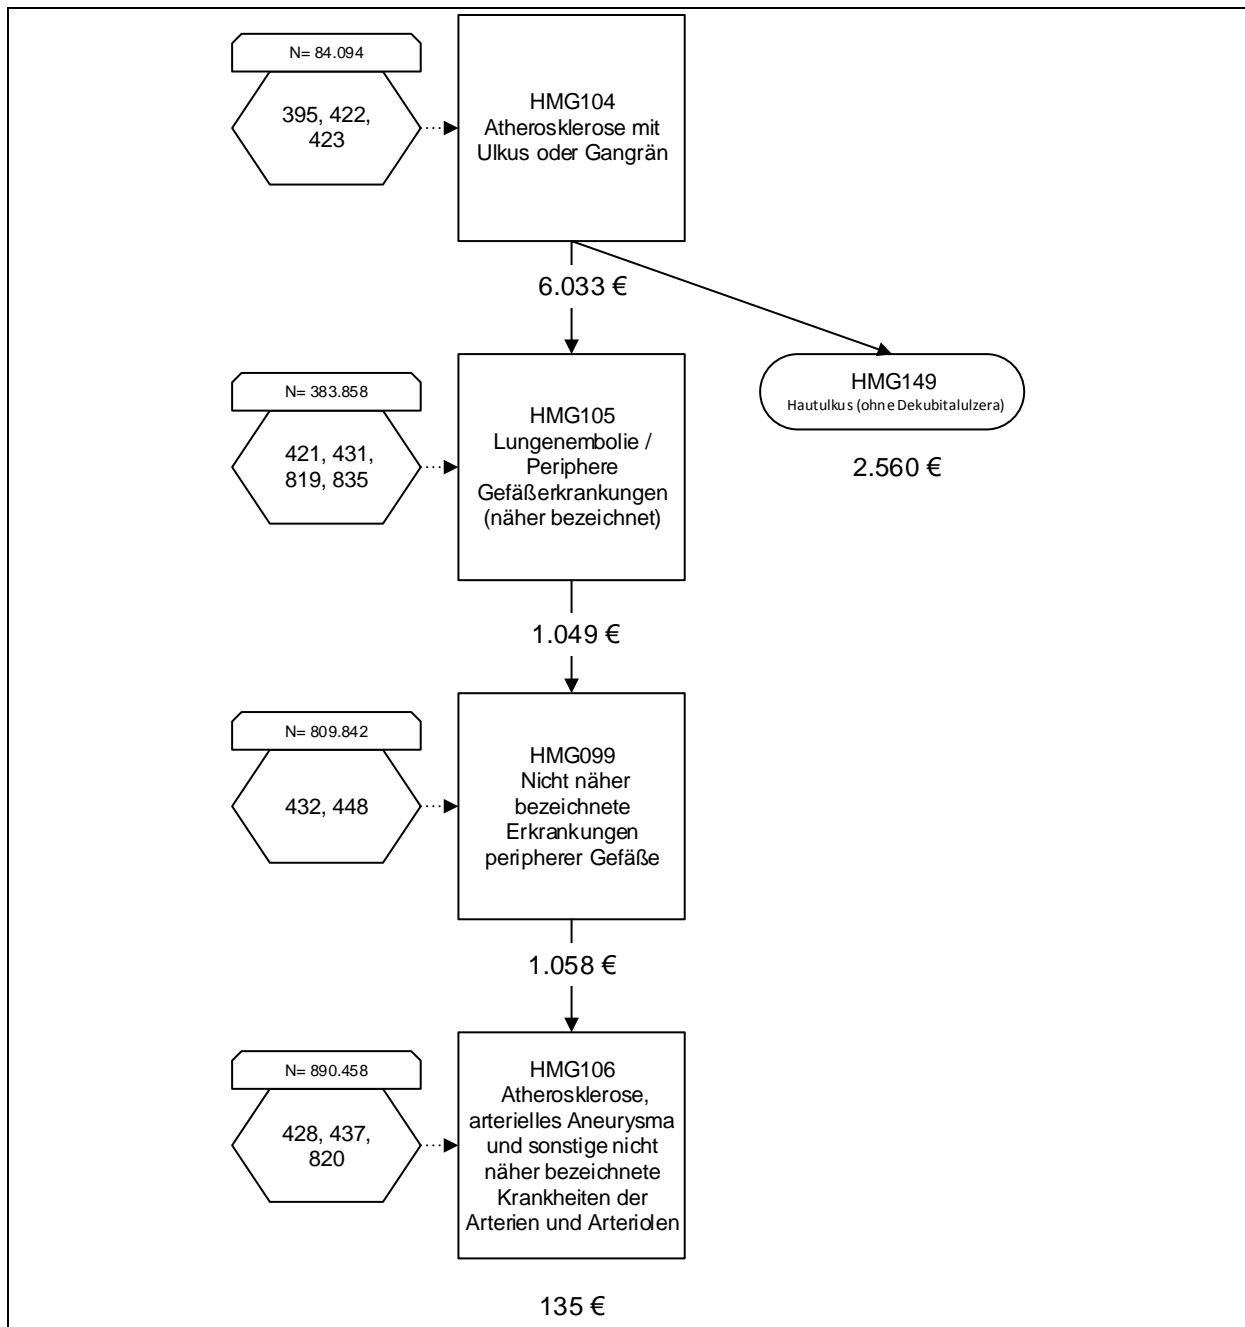 N= 84.094
395, 422,
423
HMG104
Atherosklerose mit
Ulkus oder Gangrän
6.033 €
N= 383.858
421, 431,
819, 835
HMG105
Lungenembolie /
Periphere
Gefäßerkrankungen
(näher bezeichnet)
HMG149
Hautulkus (ohne Dekubitalulzera)
2.560 €
1.049 €
N= 809.842
432, 448
HMG099
Nicht näher
bezeichnete
Erkrankungen
peripherer Gefäße
1.058 €
N= 890.458
428, 437,
820
HMG106
Atherosklerose,
arterielles Aneurysma
und sonstige nicht
näher bezeichnete
Krankheiten der
Arterien und Arteriolen
135 €